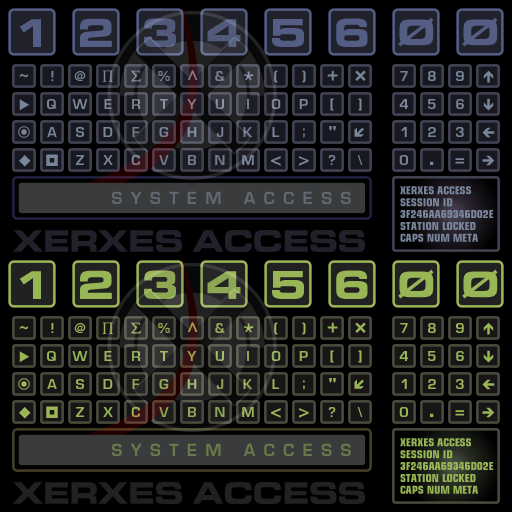 1 2 3 4 5 6 Ø Ø
~ ! @ Π Σ % ^ & * ( ) + × 7 8 9 ↑
▶ Q W E R T Y U I O P [ ] 4 5 6 ↓
◉ A S D F G H J K L ; " ↙ 1 2 3 ←
◆ ◘ Z X C V B N M < > ? \ 0 . = →
SYSTEM ACCESS
XERXES ACCESS
SESSION ID
3F246AA69346D02E
STATION LOCKED
CAPS NUM META
XERXES ACCESS
1 2 3 4 5 6 Ø Ø
~ ! @ Π Σ % ^ & * ( ) + × 7 8 9 ↑
▶ Q W E R T Y U I O P [ ] 4 5 6 ↓
◉ A S D F G H J K L ; " ↙ 1 2 3 ←
◆ ◘ Z X C V B N M < > ? \ 0 . = →
SYSTEM ACCESS
XERXES ACCESS
SESSION ID
3F246AA69346D02E
STATION LOCKED
CAPS NUM META
XERXES ACCESS